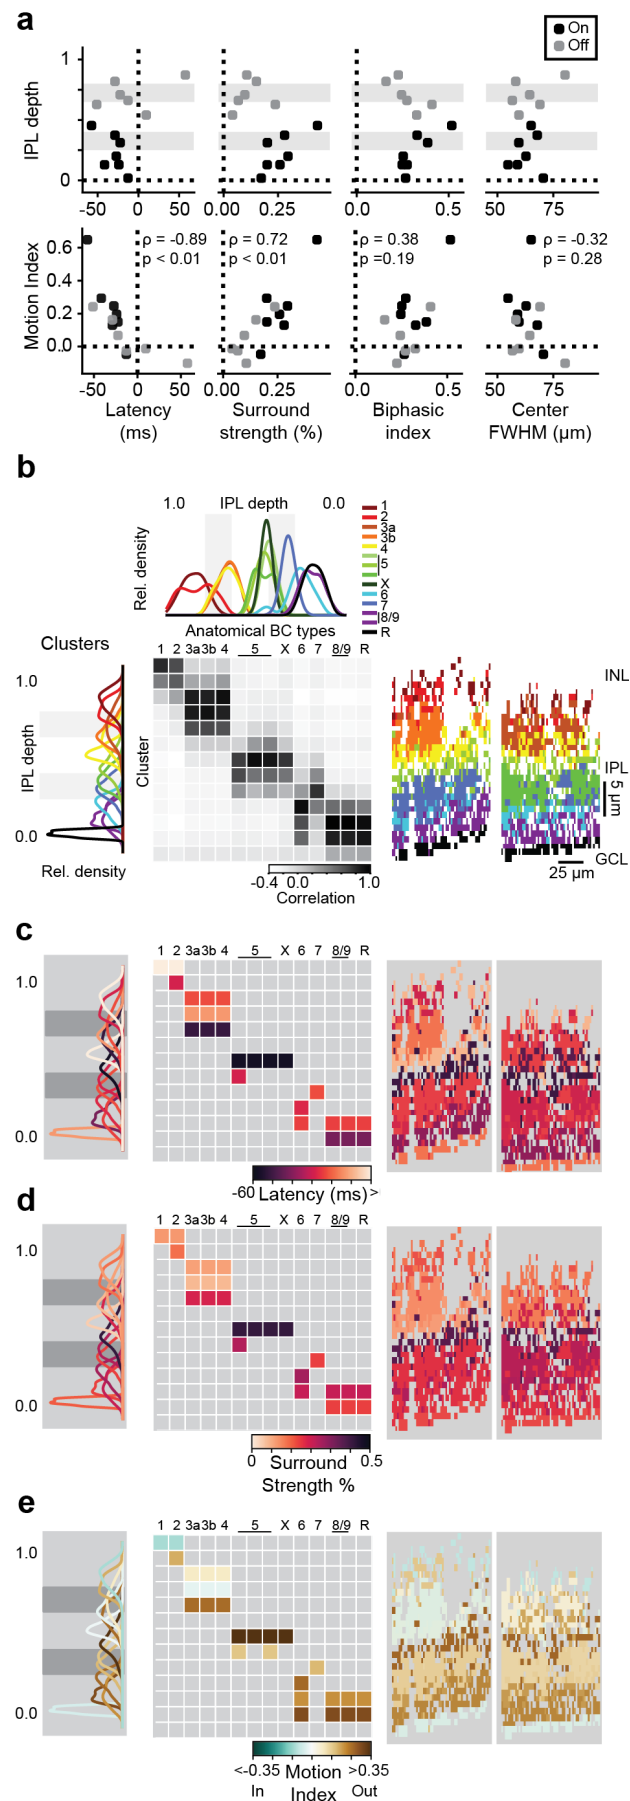 a
On
Off
IPL depth
1
0
-50 0 50
0.00 0.25
0.0 0.5
50 75
Motion Index
0.6
0.4
0.2
0.0
ρ = -0.89
p < 0.01
ρ = 0.72
p < 0.01
ρ = 0.38
p =0.19
ρ = -0.32
p = 0.28
-50 0 50
0.00 0.25
0.0 0.5
50 75
Latency
(ms)
Surround
strength (%)
Biphasic
index
Center
FWHM (µm)
b
1.0 IPL depth 0.0
Rel. density
Anatomical BC types
1
2
3a
3b
4
5
X
6
7
8/9
R
Clusters
1.0
IPL depth
0.0
Rel. density
1 2 3a 3b 4 5 X 6 7 8/9 R
Cluster
-0.4 0.0 1.0
Correlation
INL
IPL
GCL
5 µm
25 µm
c
1.0
0.0
1 2 3a 3b 4 5 X 6 7 8/9 R
-60 Latency (ms) >
d
1.0
0.0
1 2 3a 3b 4 5 X 6 7 8/9 R
0 Surround 0.5
Strength %
e
1.0
0.0
1 2 3a 3b 4 5 X 6 7 8/9 R
<-0.35 Motion >0.35
In Index Out